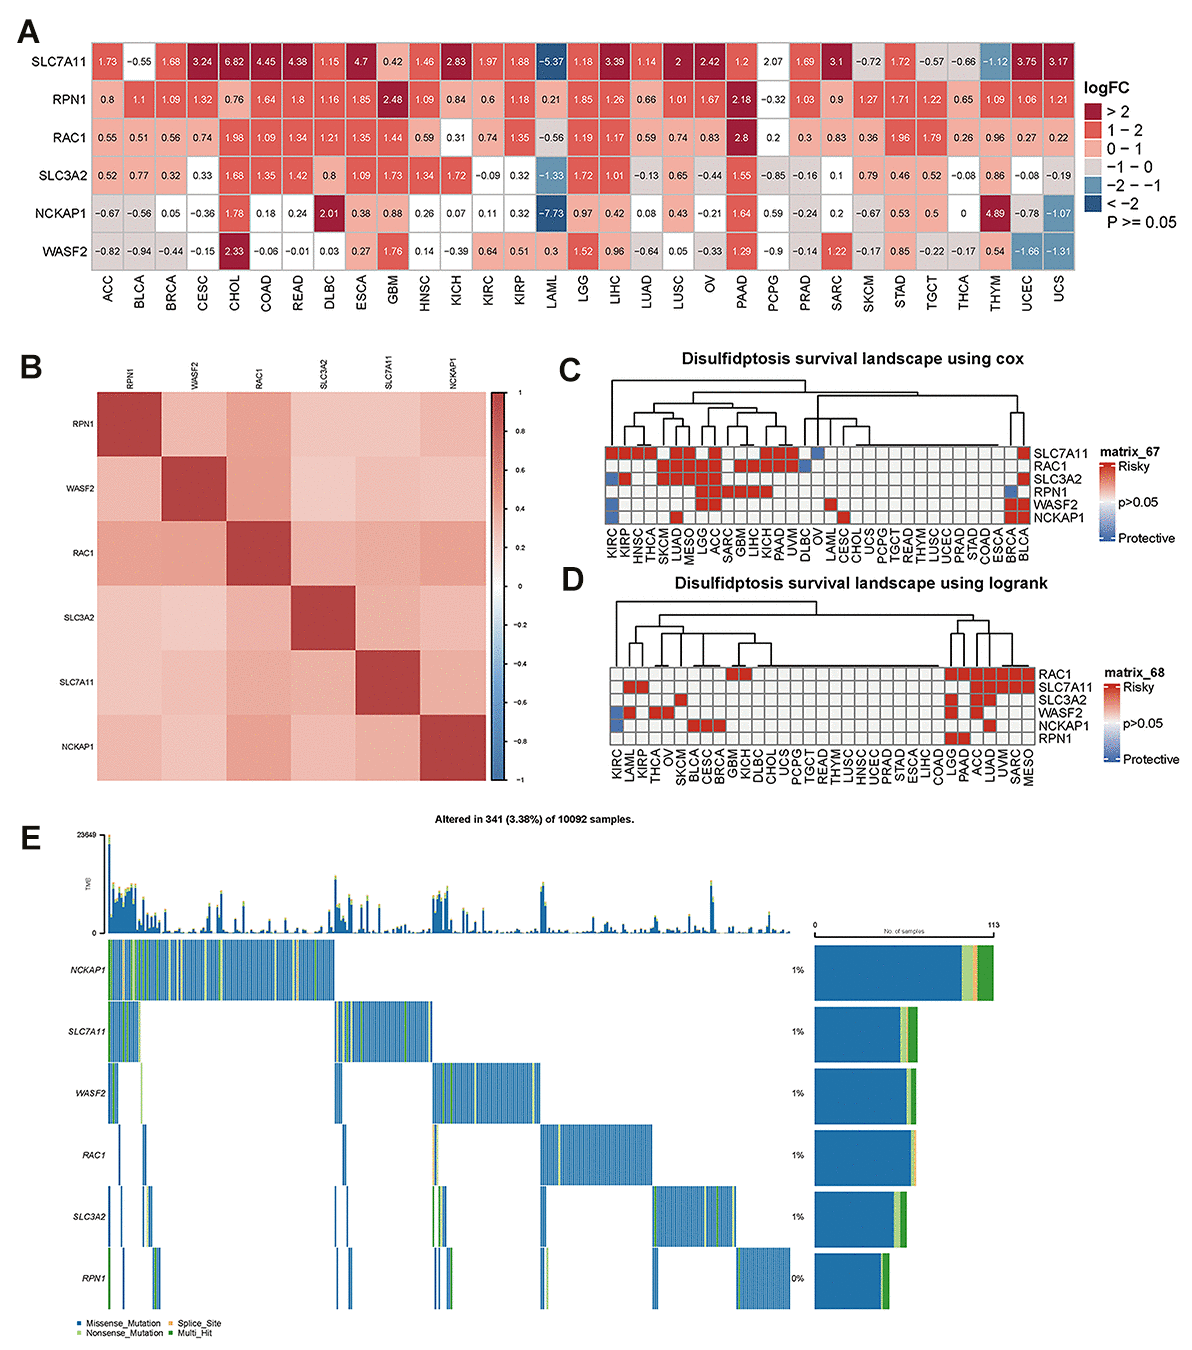 A
SLC7A11 1.73 −0.55 1.68 3.24 6.82 4.45 4.38 1.15 4.7 0.42 1.46 2.83 1.97 1.88 −5.37 1.18 3.39 1.14 2 2.42 1.2 2.07 1.69 3.1 −0.72 1.72 −0.57 −0.66 −1.12 3.75 3.17
RPN1 0.8 1.1 1.09 1.32 0.76 1.64 1.8 1.16 1.85 2.48 1.09 0.84 0.6 1.18 0.21 1.85 1.26 0.66 1.01 1.67 2.18 −0.32 1.03 0.9 1.27 1.71 1.22 0.65 1.09 1.06 1.21
RAC1 0.55 0.51 0.56 0.74 1.98 1.09 1.34 1.21 1.35 1.44 0.59 0.31 0.74 1.35 −0.56 1.19 1.17 0.59 0.74 0.83 2.8 0.2 0.3 0.83 0.36 1.96 1.79 0.26 0.96 0.27 0.22
SLC3A2 0.52 0.77 0.32 0.33 1.68 1.35 1.42 0.8 1.09 1.73 1.34 1.72 −0.09 0.32 −1.33 1.72 1.01 −0.13 0.65 −0.44 1.55 −0.85 −0.16 0.1 0.79 0.46 0.52 −0.08 0.86 −0.08 −0.19
NCKAP1 −0.67 −0.56 0.05 −0.36 1.78 0.18 0.24 2.01 0.38 0.88 0.26 0.07 0.11 0.32 −7.73 0.97 0.42 0.08 0.43 −0.21 1.64 0.59 −0.24 0.2 −0.67 0.53 0.5 0 4.89 −0.78 −1.07
WASF2 −0.82 −0.94 −0.44 −0.15 2.33 −0.06 −0.01 0.03 0.27 1.76 0.14 −0.39 0.64 0.51 0.3 1.52 0.96 −0.64 0.05 −0.33 1.29 −0.9 −0.14 1.22 −0.17 0.85 −0.22 −0.17 0.54 −1.66 −1.31
ACC BLCA BRCA CESC CHOL COAD READ DLBC ESCA GBM HNSC KICH KIRC KIRP LAML LGG LIHC LUAD LUSC OV PAAD PCPG PRAD SARC SKCM STAD TGCT THCA THYM UCEC UCS
logFC
> 2
1 − 2
0 − 1
−1 − 0
−2 − −1
< −2
P >= 0.05
B
RPN1 WASF2 RAC1 SLC3A2 SLC7A11 NCKAP1
RPN1
WASF2
RAC1
SLC3A2
SLC7A11
NCKAP1
1
0.8
0.6
0.4
0.2
0
−0.2
−0.4
−0.6
−0.8
−1
C
Disulfidptosis survival landscape using cox
SLC7A11
RAC1
SLC3A2
RPN1
WASF2
NCKAP1
KIRC KIRP HNSC THCA SKCM LUAD MESO LGG ACC SARC GBM LIHC KICH PAAD UVM DLBC OV LAML CESC CHOL UCS PCPG TGCT READ THYM LUSC UCEC PRAD STAD COAD ESCA BRCA BLCA
matrix_67
Risky
p>0.05
Protective
D
Disulfidptosis survival landscape using logrank
RAC1
SLC7A11
SLC3A2
WASF2
NCKAP1
RPN1
KIRC LAML KIRP THCA OV SKCM BLCA CESC BRCA GBM KICH DLBC CHOL UCS PCPG TGCT READ THYM LUSC HNSC UCEC PRAD STAD ESCA LIHC COAD LGG PAAD ACC LUAD UVM SARC MESO
matrix_68
Risky
p>0.05
Protective
E
Altered in 341 (3.38%) of 10092 samples.
23649
TMB
0
0 113
No. of samples
NCKAP1 1%
SLC7A11 1%
WASF2 1%
RAC1 1%
SLC3A2 1%
RPN1 0%
Missense_Mutation Splice_Site
Nonsense_Mutation Multi_Hit